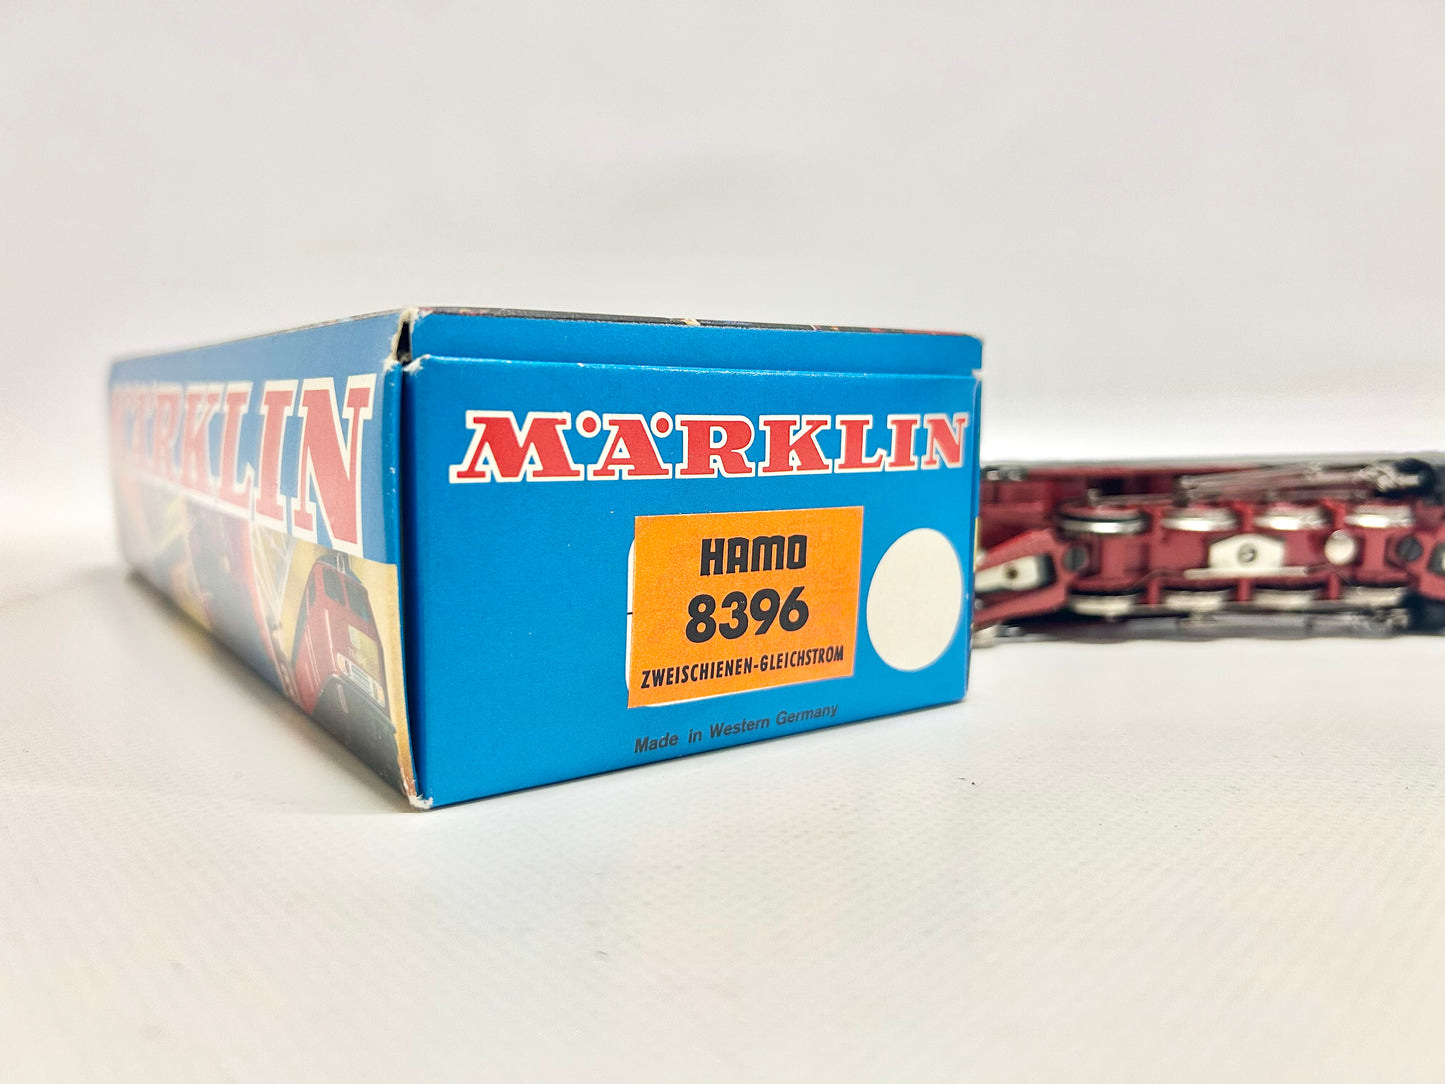 MÄRKLIN
MÄRKLIN
HAMO
8396
ZWEISCHIENEN-GLEICHSTROM
Made in Western Germany